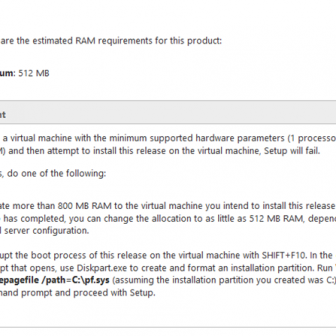 are the estimated RAM requirements for this product:
um: 512 MB
nt
a virtual machine with the minimum supported hardware parameters (1 processo
M) and then attempt to install this release on the virtual machine, Setup will fail.
s, do one of the following:
ate more than 800 MB RAM to the virtual machine you intend to install this release
e has completed, you can change the allocation to as little as 512 MB RAM, depen
l server configuration.
upt the boot process of this release on the virtual machine with SHIFT+F10. In the
pt that opens, use Diskpart.exe to create and format an installation partition. Run
epagefile /path=C:\pf.sys (assuming the installation partition you created was C:)
nand prompt and proceed with Setup.